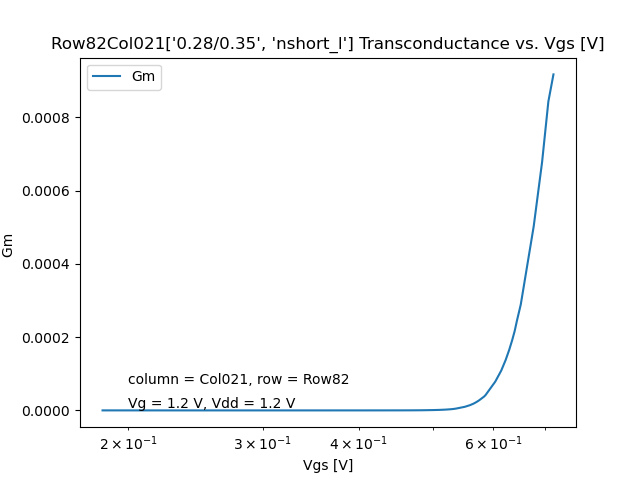 Row82Col021['0.28/0.35', 'nshort_l'] Transconductance vs. Vgs [V]
Gm
0.0008
0.0006
Gm
0.0004
0.0002
column = Col021, row = Row82
Vg = 1.2 V, Vdd = 1.2 V
0.0000
2 × 10⁻¹ 3 × 10⁻¹ 4 × 10⁻¹ 6 × 10⁻¹
Vgs [V]